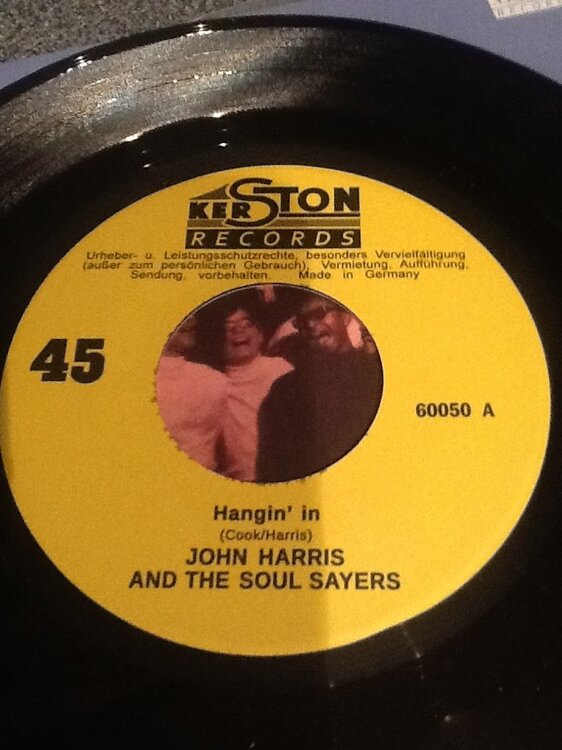 KERSTON
RECORDS
Urheber- u. Leistungsschutzrechte, besonders Vervielfältigung
(außer zum persönlichen Gebrauch), Vermietung, Aufführung,
Sendung, vorbehalten. Made in Germany
45
60050 A
Hangin' in
(Cook/Harris)
JOHN HARRIS
AND THE SOUL SAYERS